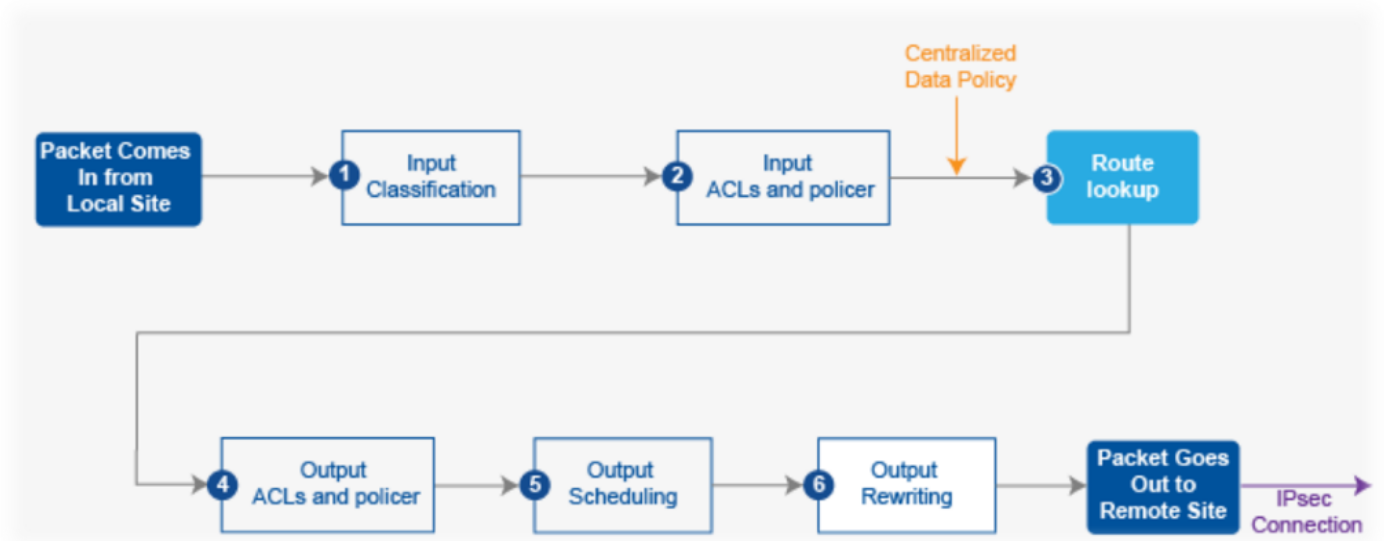 Centralized
Data Policy
Packet Comes
In from
Local Site
1
Input
Classification
2
Input
ACLs and policer
3
Route
lookup
4
Output
ACLs and policer
5
Output
Scheduling
6
Output
Rewriting
Packet Goes
Out to
Remote Site
IPsec
Connection